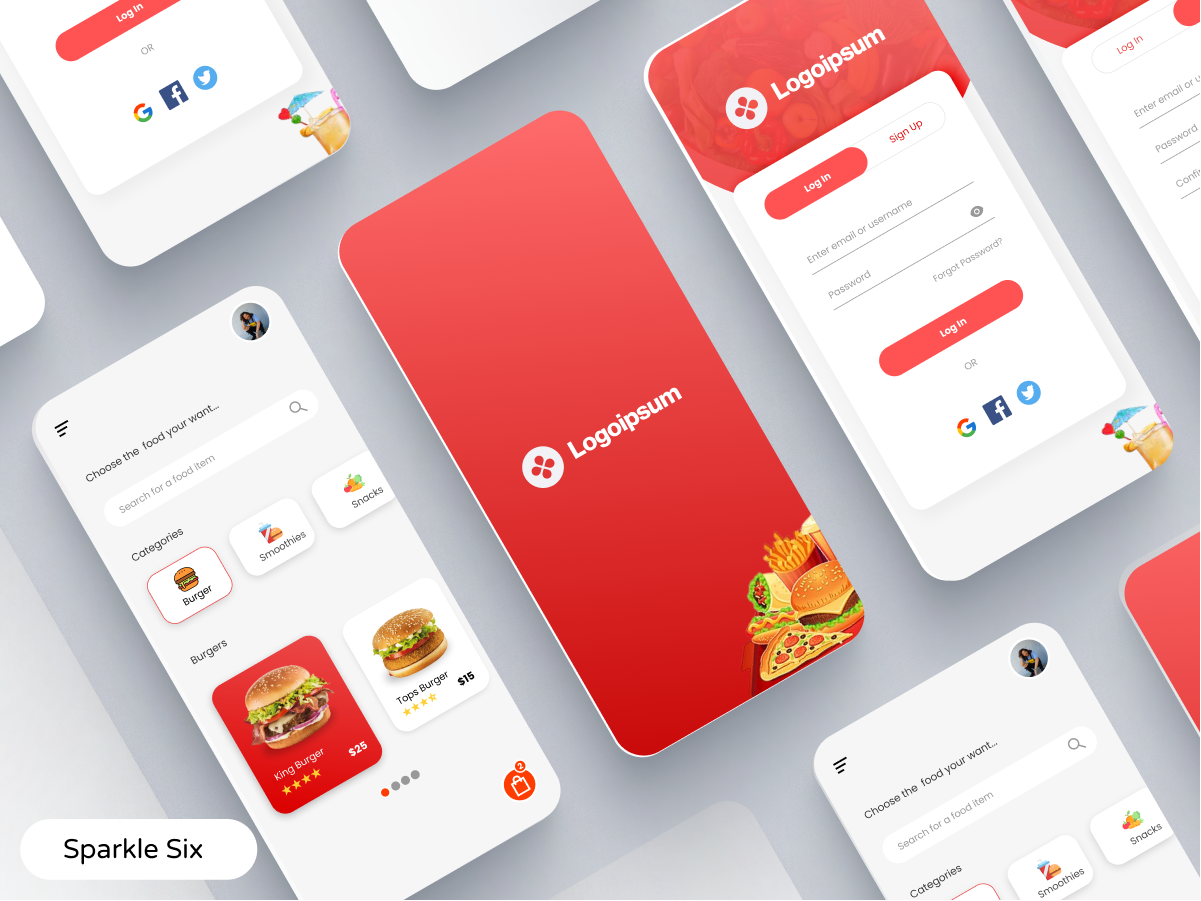 Log In
OR
Logoipsum
Log In
Sign Up
Enter email or username
Password
Forgot Password?
Log In
OR
Log In
Enter email or u
Password
Confi
Logoipsum
Choose the food your want...
Search for a food item
Categories
Burger
Smoothies
Snacks
Burgers
King Burger
$25
Tops Burger
$15
2
Choose the food your want...
Search for a food item
Categories
Smoothies
Snacks
Sparkle Six